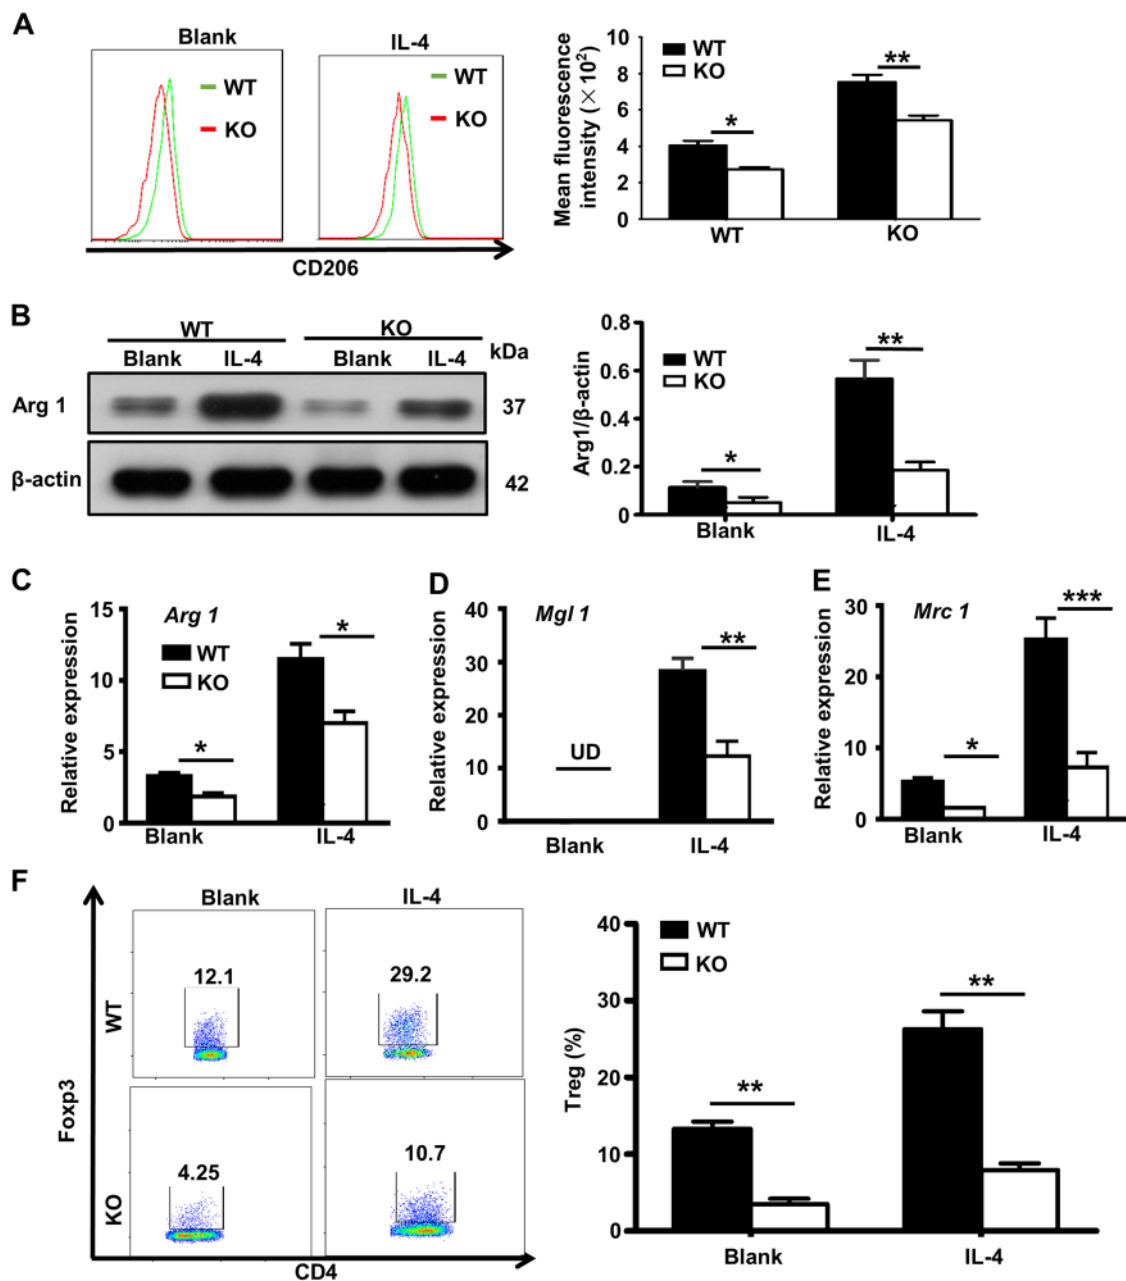 A
Blank
WT
KO
IL-4
WT
KO
CD206
Mean fluorescence
intensity (×10²)
10
8
6
4
2
0
WT
KO
*
**
WT
KO
B
WT
KO
Blank
IL-4
Blank
IL-4
kDa
Arg 1
37
β-actin
42
Arg1/β-actin
0.8
0.6
0.4
0.2
0
WT
KO
*
**
Blank
IL-4
C
Relative expression
15
10
5
0
Arg 1
WT
KO
*
*
Blank
IL-4
D
Relative expression
40
30
20
10
0
Mgl 1
UD
**
Blank
IL-4
E
Relative expression
30
20
10
0
Mrc 1
*
***
Blank
IL-4
F
Blank
IL-4
WT
12.1
29.2
KO
4.25
10.7
Foxp3
CD4
Treg (%)
40
30
20
10
0
WT
KO
**
**
Blank
IL-4